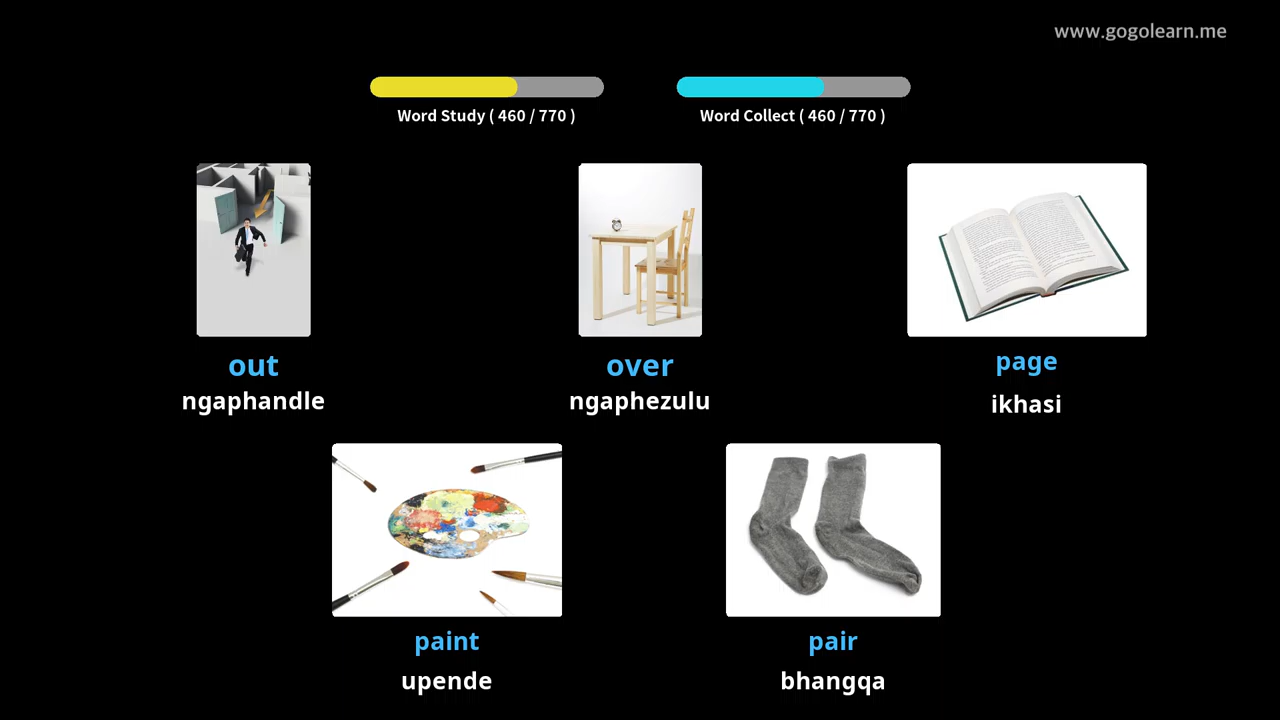 www.gogolearn.me
Word Study ( 460 / 770 )
Word Collect ( 460 / 770 )
out
ngaphandle
over
ngaphezulu
page
ikhasi
paint
upende
pair
bhangqa